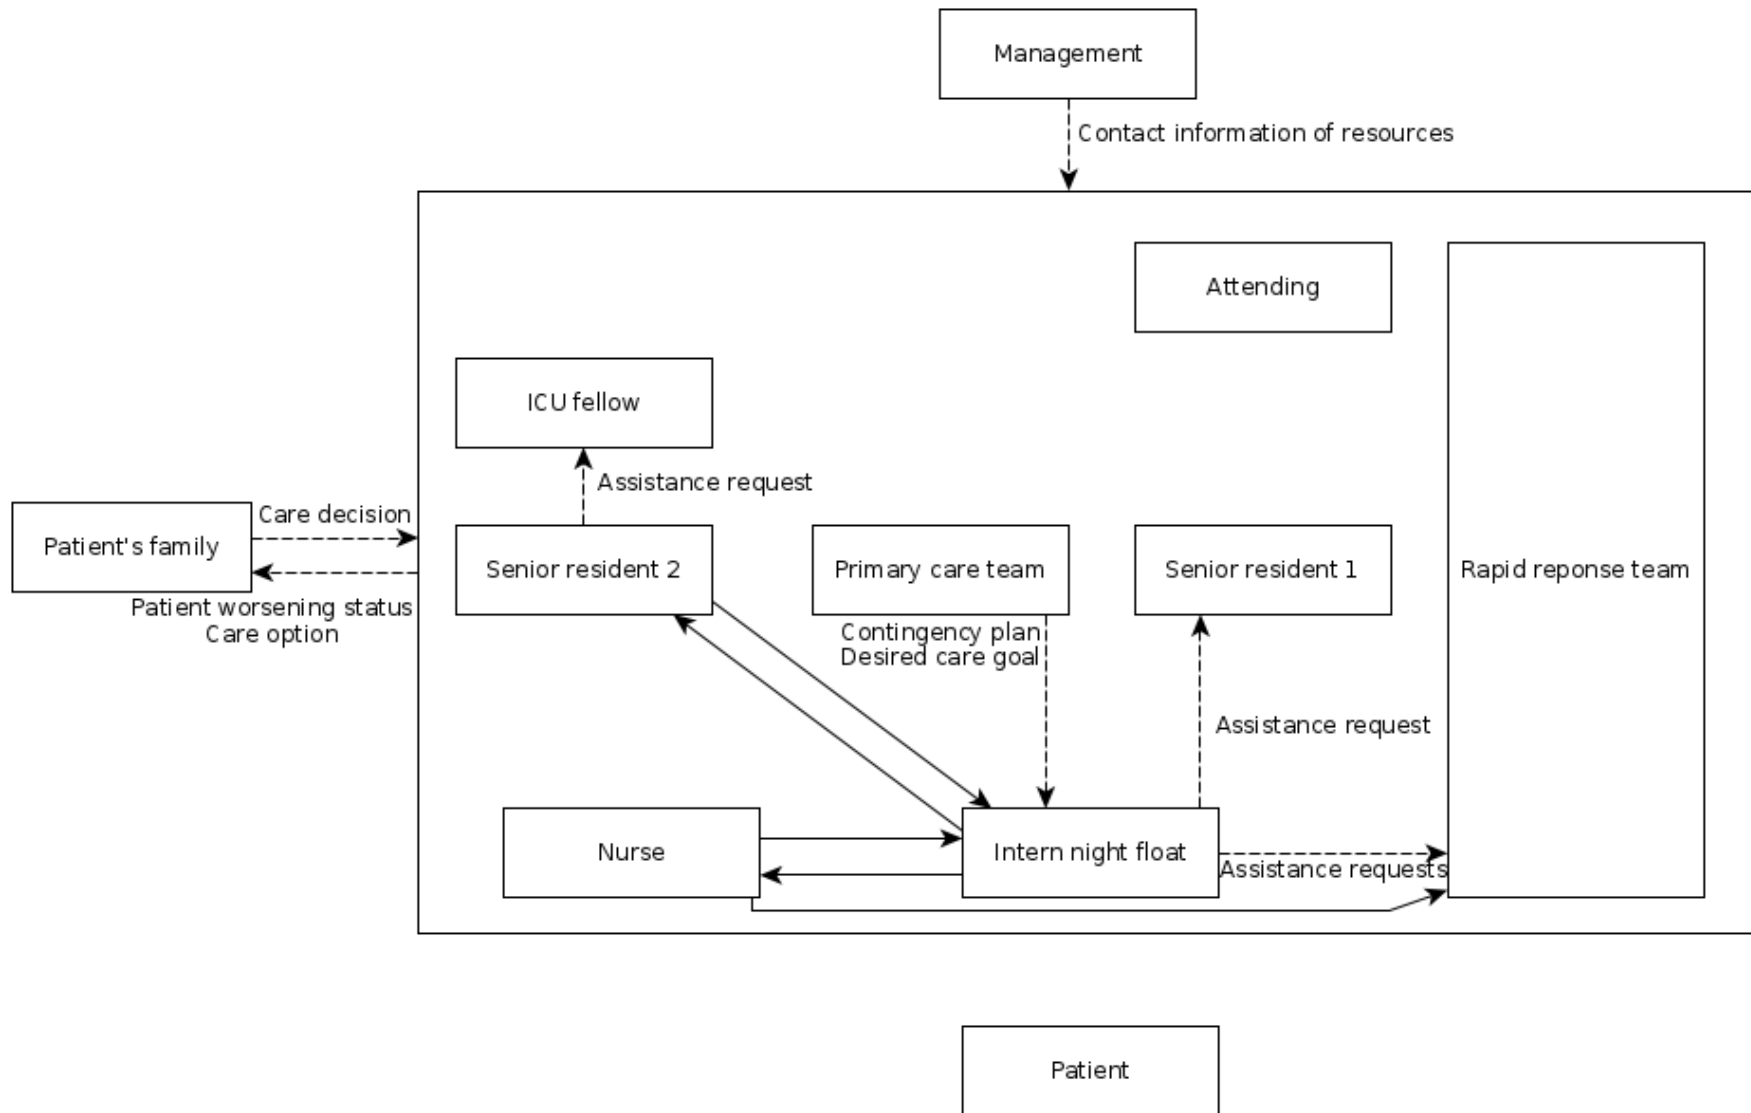 Management
Contact information of resources
Attending
ICU fellow
Assistance request
Care decision
Patient's family
Patient worsening status
Care option
Senior resident 2
Primary care team
Senior resident 1
Rapid reponse team
Contingency plan
Desired care goal
Assistance request
Nurse
Intern night float
Assistance requests
Patient